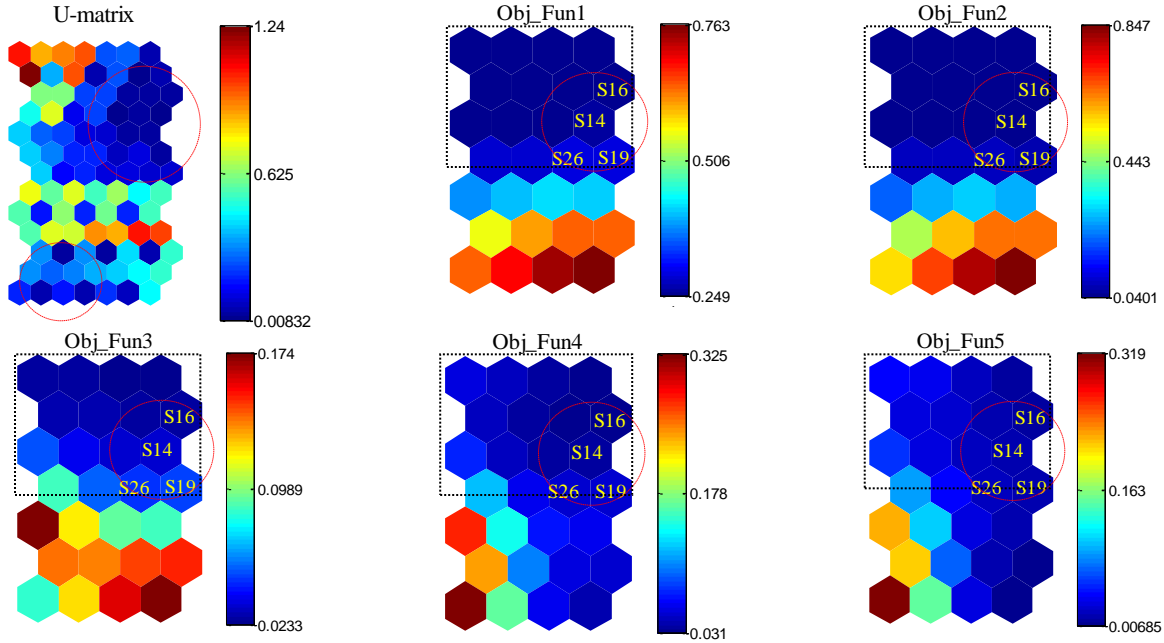 U-matrix
1.24
0.625
0.00832
Obj_Fun1
0.763
0.506
0.249
S16
S14
S26
S19
Obj_Fun2
0.847
0.443
0.0401
S16
S14
S26
S19
Obj_Fun3
0.174
0.0989
0.0233
S16
S14
S26
S19
Obj_Fun4
0.325
0.178
0.031
S16
S14
S26
S19
Obj_Fun5
0.319
0.163
0.00685
S16
S14
S26
S19